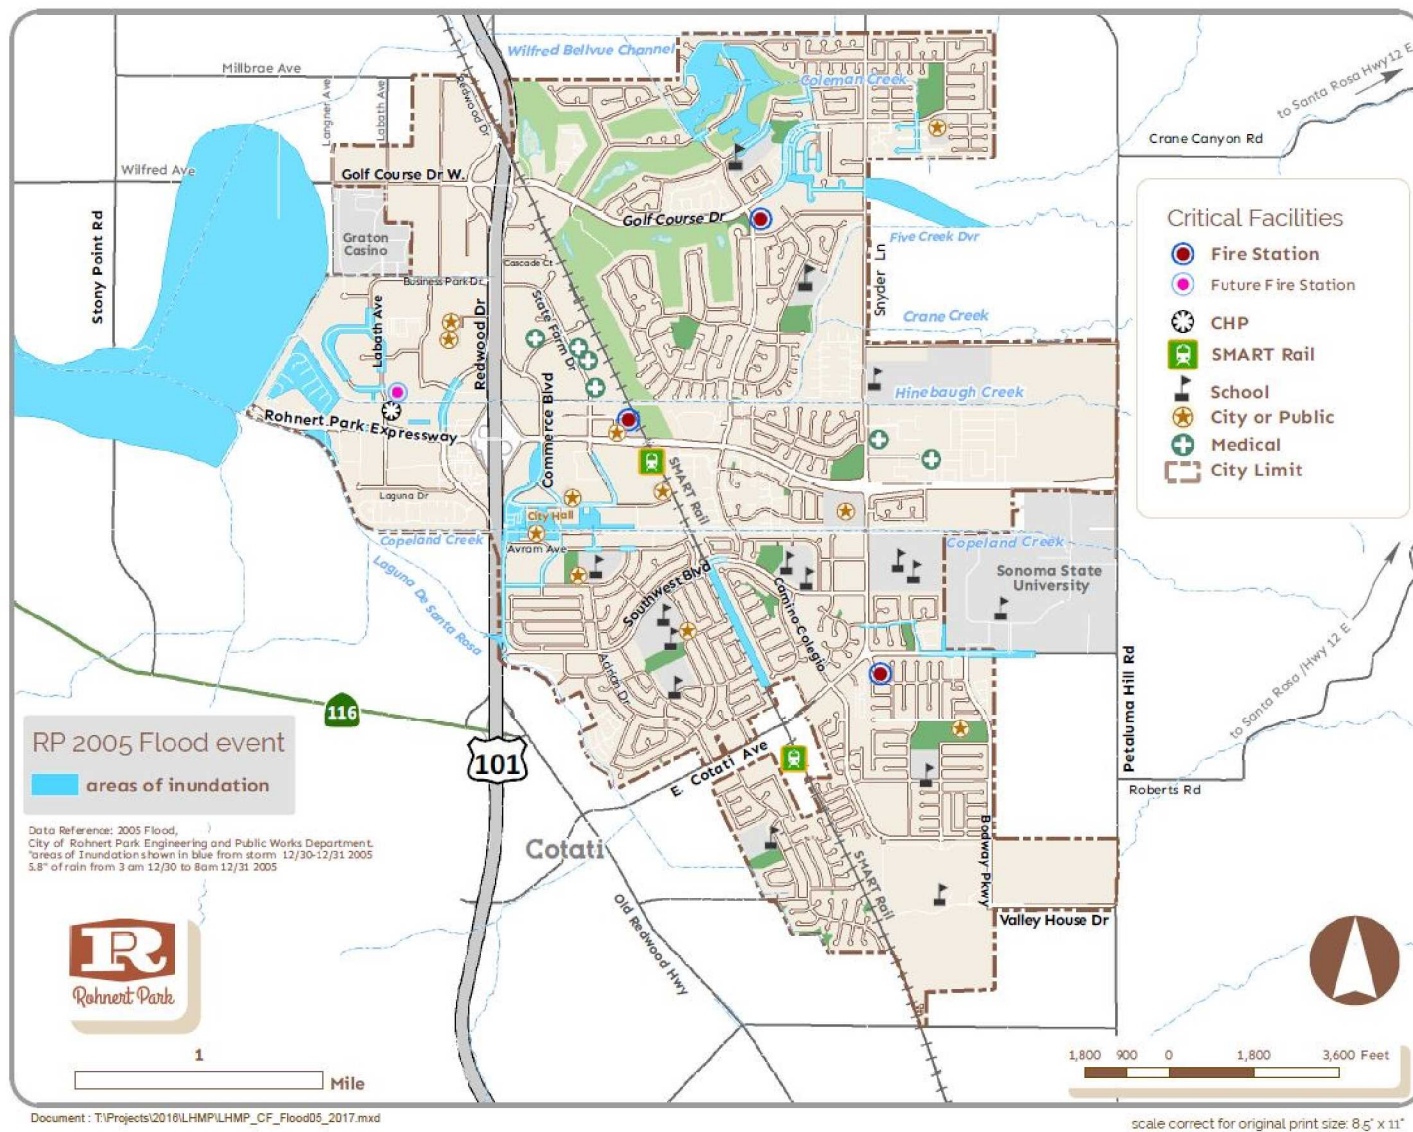 Wilfred Bellvue Channel
Coleman Creek
to Santa Rosa Hwy 12 E
Millbrae Ave
Langner Ave
Labath Ave
Redwood Dr
Crane Canyon Rd
Wilfred Ave
Golf Course Dr W.
Golf Course Dr
Stony Point Rd
Graton
Casino
Five Creek Dvr
Snyder Ln
Cascade Ct
Business Park Dr
Labath Ave
Redwood Dr
State Farm Dr
Crane Creek
Commerce Blvd
Hinebaugh Creek
Rohnert Park Expressway
SMART Rail
Laguna Dr
City Hall
Copeland Creek
Avram Ave
Copeland Creek
Laguna De Santa Rosa
Southwest Blvd
Camino Colegio
Sonoma State
University
Adrian Dr
Petaluma Hill Rd
to Santa Rosa /Hwy 12 E
116
101
E. Cotati Ave
Roberts Rd
Bodway Pkwy
Cotati
SMART Rail
Valley House Dr
Old Redwood Hwy
Critical Facilities
Fire Station
Future Fire Station
CHP
SMART Rail
School
City or Public
Medical
City Limit
RP 2005 Flood event
areas of inundation
Data Reference: 2005 Flood,
City of Rohnert Park Engineering and Public Works Department.
"areas of Inundation shown in blue from storm 12/30-12/31 2005
5.8" of rain from 3 am 12/30 to 8am 12/31 2005
R
Rohnert Park
1
Mile
1,800 900 0 1,800 3,600 Feet
Document : T:\Projects\2016\LHMP\LHMP_CF_Flood05_2017.mxd
scale correct for original print size: 8.5" x 11"